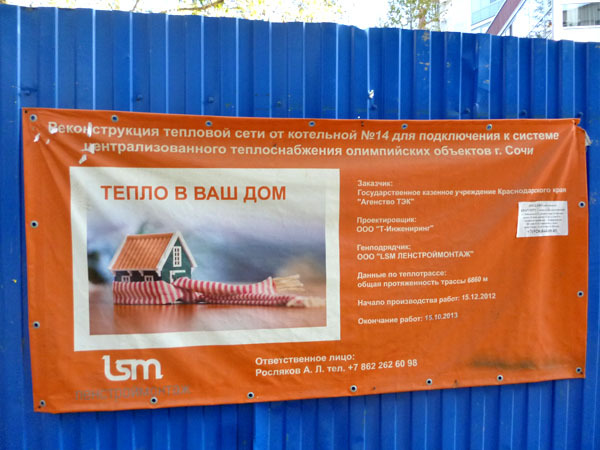 Реконструкция тепловой сети от котельной №14 для подключения к системе
централизованного теплоснабжения олимпийских объектов г. Сочи
ТЕПЛО В ВАШ ДОМ
Заказчик:
Государственное казенное учреждение Краснодарского края
"Агенство ТЭК"
Проектировщик:
ООО "Т-Инжениринг"
Генподрядчик:
ООО "LSM ЛЕНСТРОЙМОНТАЖ"
Данные по теплотрассе:
общая протяженность трассы 6860 м
Начало производства работ: 15.12.2012
Окончание работ: 15.10.2013
lsm
ЛЕНСТРОЙМОНТАЖ
Ответственное лицо:
Росляков А. Л. тел. +7 862 262 60 98